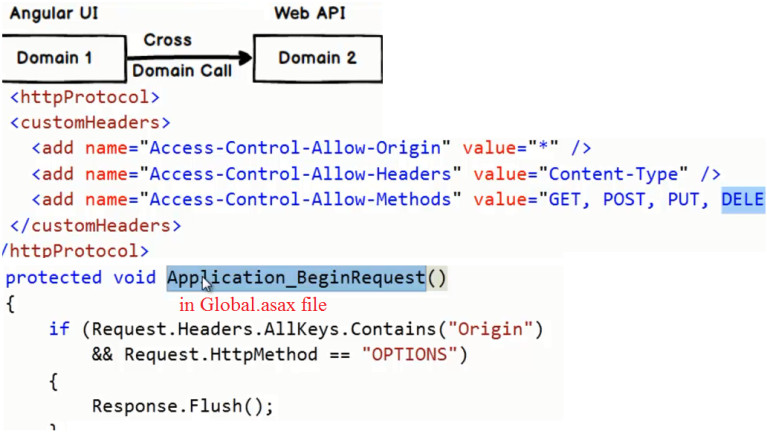 Angular UI
Web API
Domain 1
Cross
Domain Call
Domain 2
<httpProtocol>
<customHeaders>
<add name="Access-Control-Allow-Origin" value="*" />
<add name="Access-Control-Allow-Headers" value="Content-Type" />
<add name="Access-Control-Allow-Methods" value="GET, POST, PUT, DELE
</customHeaders>
/httpProtocol>
protected void Application_BeginRequest()
{
in Global.asax file
if (Request.Headers.AllKeys.Contains("Origin")
&& Request.HttpMethod == "OPTIONS")
{
Response.Flush();